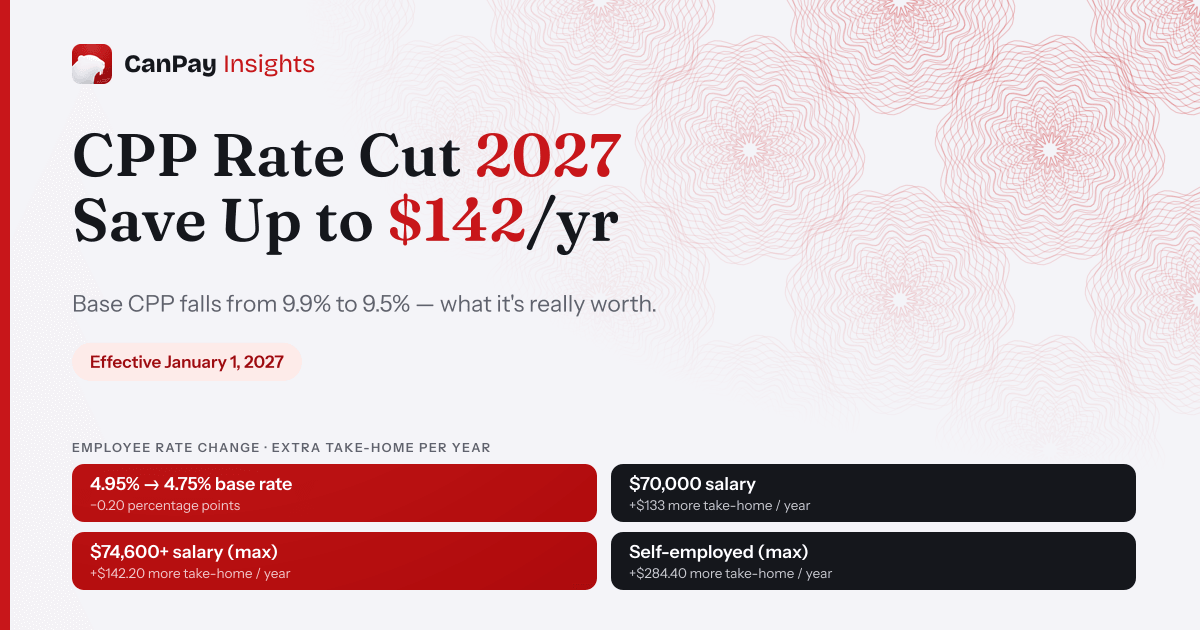 CanPay Insights
CPP Rate Cut 2027
Save Up to $142/yr
Base CPP falls from 9.9% to 9.5% — what it's really worth.
Effective January 1, 2027
EMPLOYEE RATE CHANGE · EXTRA TAKE-HOME PER YEAR
4.95% → 4.75% base rate
−0.20 percentage points
$70,000 salary
+$133 more take-home / year
$74,600+ salary (max)
+$142.20 more take-home / year
Self-employed (max)
+$284.40 more take-home / year